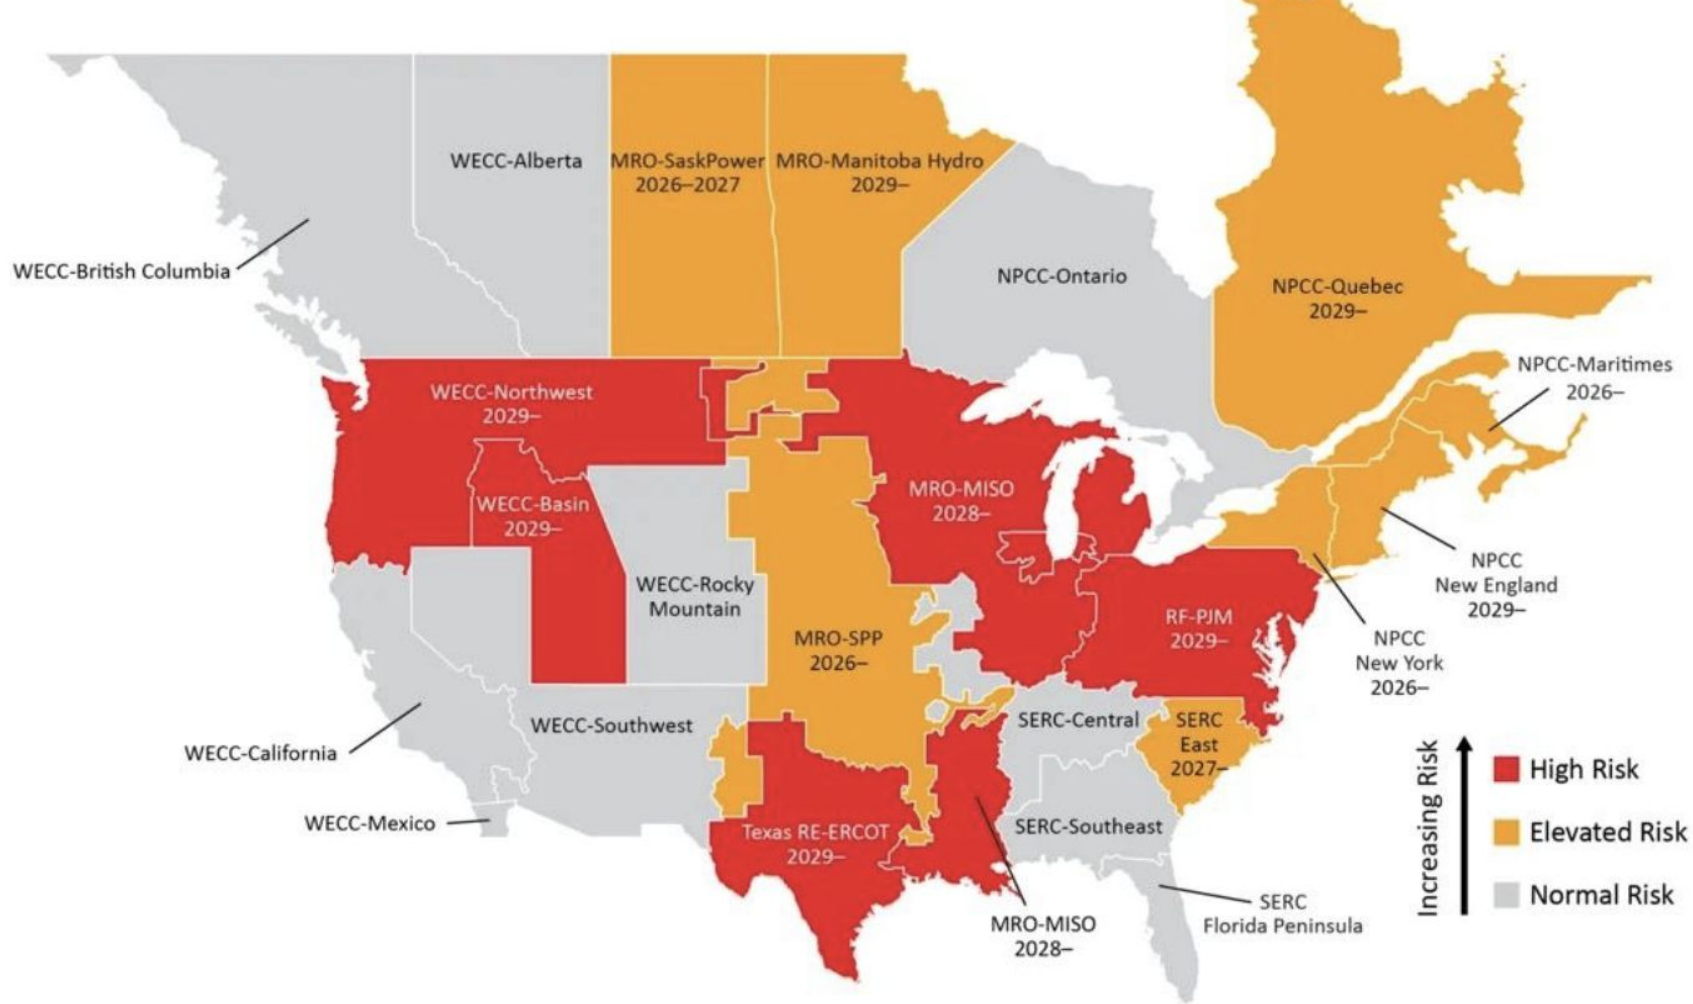 WECC-Alberta
MRO-SaskPower
2026–2027
MRO-Manitoba Hydro
2029–
WECC-British Columbia
NPCC-Ontario
NPCC-Quebec
2029–
NPCC-Maritimes
2026–
WECC-Northwest
2029–
WECC-Basin
2029–
MRO-MISO
2028–
WECC-Rocky
Mountain
NPCC
New England
2029–
RF-PJM
2029–
MRO-SPP
2026–
NPCC
New York
2026–
WECC-California
WECC-Southwest
SERC-Central
SERC
East
2027–
WECC-Mexico
Texas RE-ERCOT
2029–
SERC-Southeast
MRO-MISO
2028–
SERC
Florida Peninsula
Increasing Risk
High Risk
Elevated Risk
Normal Risk